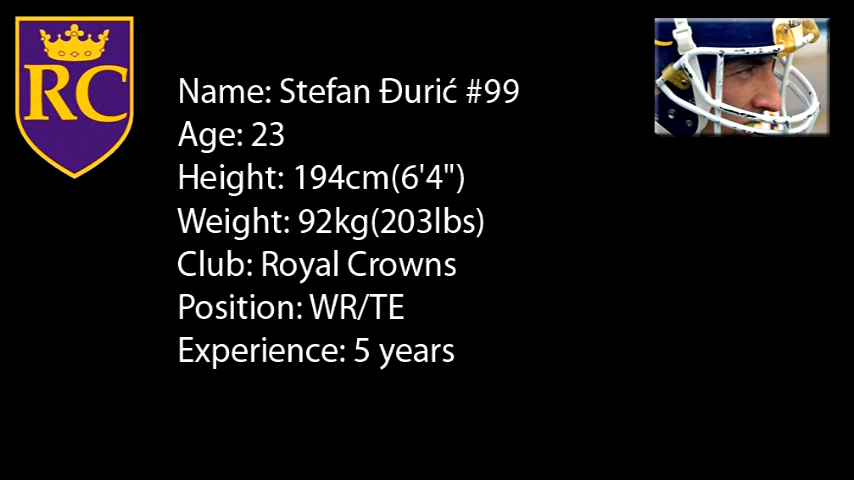 RC
Name: Stefan Đurić #99
Age: 23
Height: 194cm(6'4")
Weight: 92kg(203lbs)
Club: Royal Crowns
Position: WR/TE
Experience: 5 years